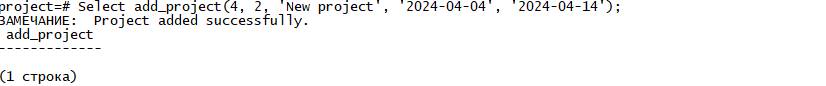 project=# Select add_project(4, 2, 'New project', '2024-04-04', '2024-04-14');
ЗАМЕЧАНИЕ:  Project added successfully.
 add_project
-------------
(1 строка)